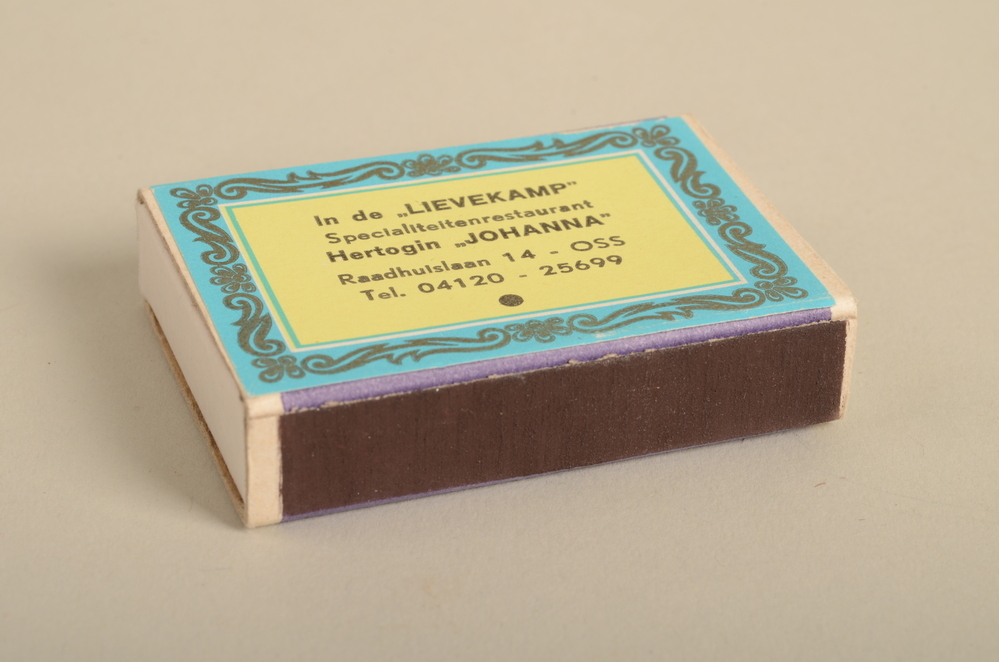 In de „LIEVEKAMP”
Specialiteitenrestaurant
Hertogin „JOHANNA”
Raadhuislaan 14 - OSS
Tel. 04120 - 25699